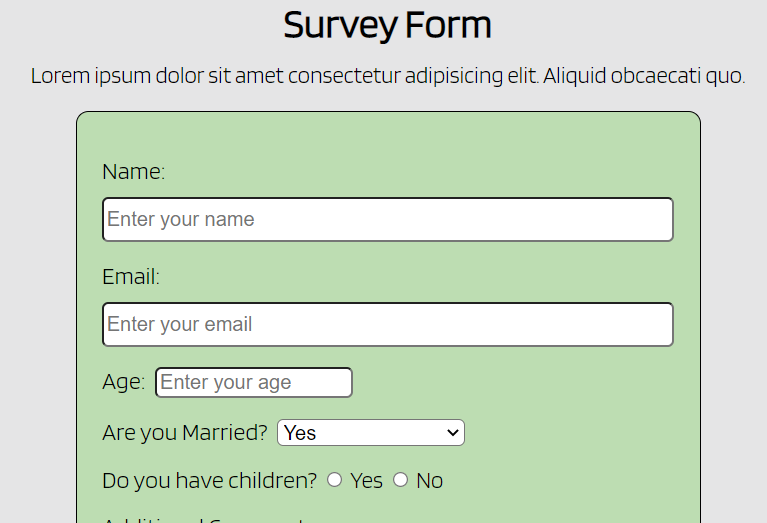 Survey Form
Lorem ipsum dolor sit amet consectetur adipisicing elit. Aliquid obcaecati quo.
Name:
Enter your name
Email:
Enter your email
Age: Enter your age
Are you Married? Yes
Do you have children? Yes No